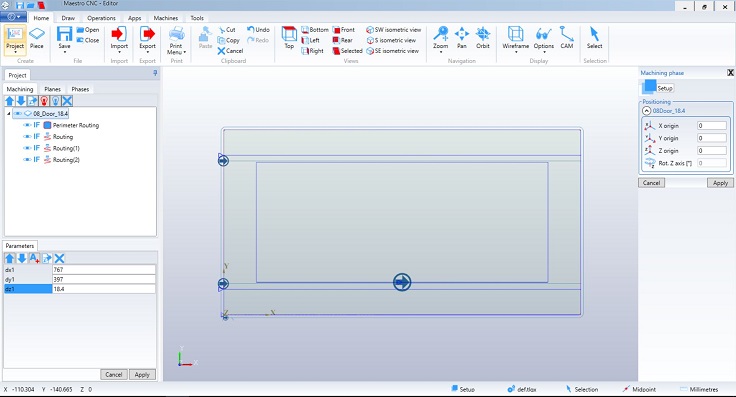 Maestro CNC - Editor
Home Draw Operations Apps Machines Tools
Project Piece Save Open Close Import Export Print Menu Paste Cut Copy Cancel Undo Redo Top Bottom Left Right Front Rear Selected SW isometric view S isometric view SE isometric view Zoom Pan Orbit Wireframe Options CAM Select
Create File Import Export Print Clipboard Views Navigation Display Selection
Project
Machining Planes Phases
08_Door_18.4
IF Perimeter Routing
IF Routing
IF Routing(1)
IF Routing(2)
Parameters
dx1 767
dy1 397
dz1 18.4
Cancel Apply
Y
Z X
Machining phase X
Setup
Positioning
08Door_18.4
X origin 0
Y origin 0
Z origin 0
Rot. Z axis [°] 0
Cancel Apply
X -110.304 Y -140.665 Z 0 Setup def.tlgx Selection Midpoint Millimetres